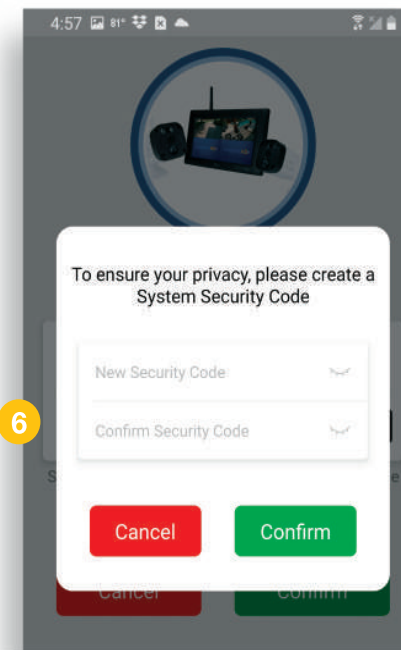 4:57 81°
To ensure your privacy, please create a
System Security Code
New Security Code
Confirm Security Code
6
S
e
Cancel Confirm
Cancel Confirm